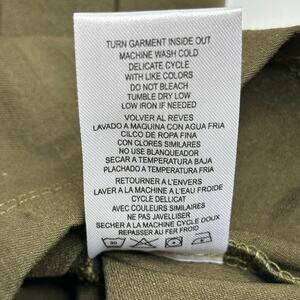 TURN GARMENT INSIDE OUT
MACHINE WASH COLD
DELICATE CYCLE
WITH LIKE COLORS
DO NOT BLEACH
TUMBLE DRY LOW
LOW IRON IF NEEDED
VOLVER AL REVES
LAVADO A MAQUINA CON AGUA FRIA
CILCO DE ROPA FINA
CON CLORES SIMILARES
NO USE BLANQUEADER
SECAR A TEMPERATURA BAJA
PLACHADO A TEMPERATURA FRIA
RETOURNER A L'ENVERS
LAVER A LA MACHINE A L'EAU FROIDE
CYCLE DELICAT
AVEC COULEURS SIMILARES
NE PAS JAVELLISER
SECHER A LA MACHINE CYCLE DOUX
REPASSER AU FER FROID